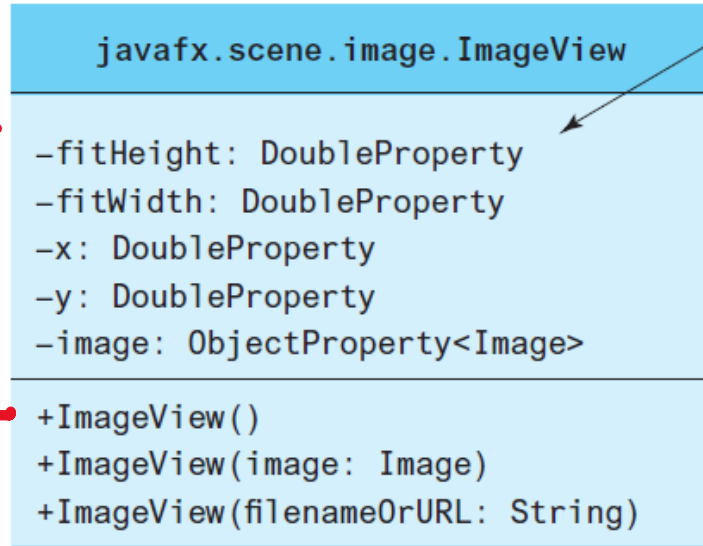 javafx.scene.image.ImageView
–fitHeight: DoubleProperty
–fitWidth: DoubleProperty
–x: DoubleProperty
–y: DoubleProperty
–image: ObjectProperty<Image>
+ImageView()
+ImageView(image: Image)
+ImageView(filenameOrURL: String)